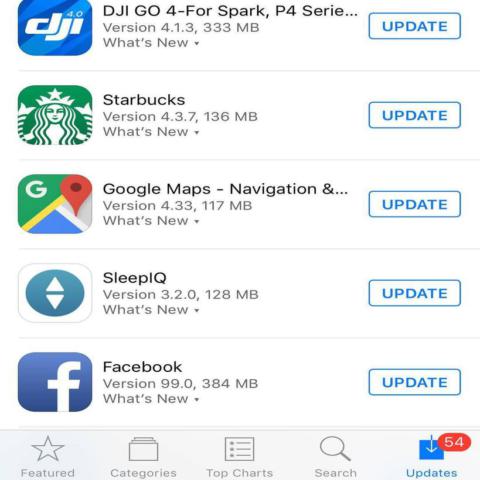 4.0
dji
DJI GO 4-For Spark, P4 Serie...
Version 4.1.3, 333 MB
What's New
UPDATE
Starbucks
Version 4.3.7, 136 MB
What's New
UPDATE
G
Google Maps - Navigation &...
Version 4.33, 117 MB
What's New
UPDATE
SleepIQ
Version 3.2.0, 128 MB
What's New
UPDATE
f
Facebook
Version 99.0, 384 MB
What's New
UPDATE
54
Featured
Categories
Top Charts
Search
Updates